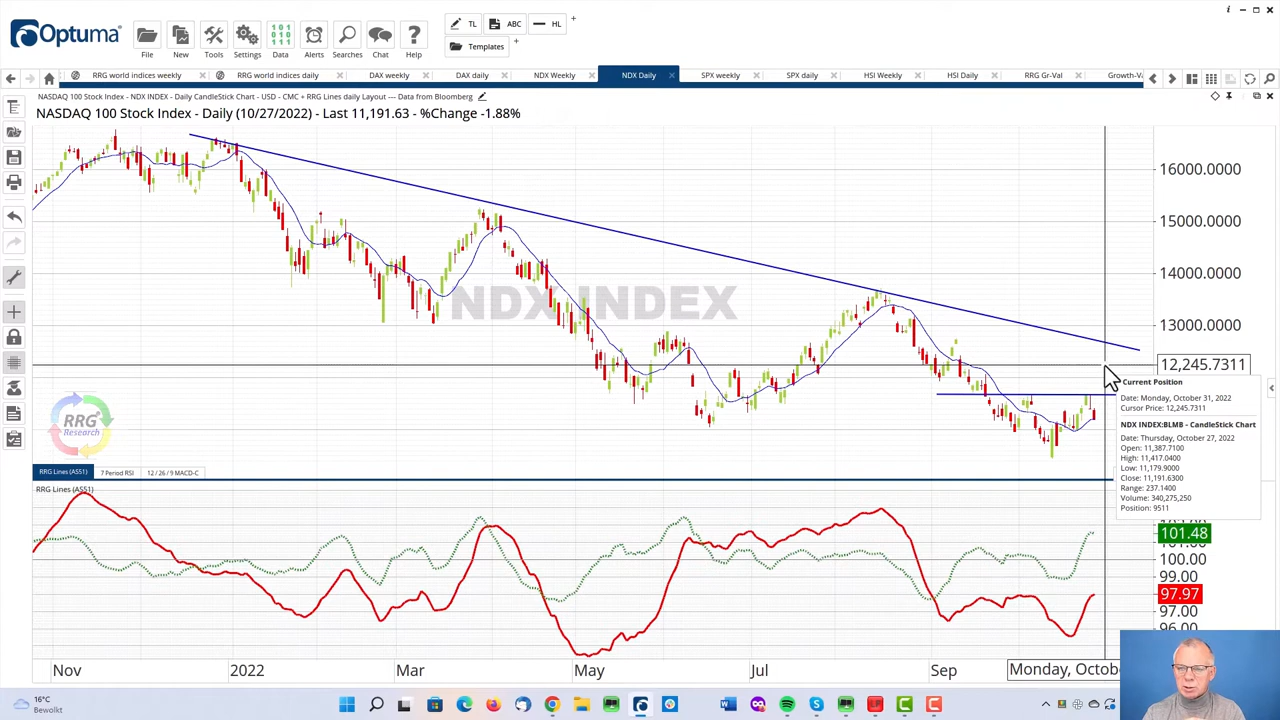 Optuma
File
New
Tools
Settings
Data
Alerts
Searches
Chat
Help
TL
ABC
HL
Templates
RRG world indices weekly
RRG world indices daily
DAX weekly
DAX daily
NDX Weekly
NDX Daily
SPX weekly
SPX daily
HSI Weekly
HSI Daily
RRG Gr-Val
Growth-V
NASDAQ 100 Stock Index - NDX INDEX - Daily CandleStick Chart - USD - CMC + RRG Lines daily Layout --- Data from Bloomberg
NASDAQ 100 Stock Index - Daily (10/27/2022) - Last 11,191.63 - %Change -1.88%
NDX INDEX
16000.0000
15000.0000
14000.0000
13000.0000
12,245.7311
Current Position
Date: Monday, October 31, 2022
Cursor Price: 12,245.7311
NDX INDEX:BLMB - CandleStick Chart
Date: Thursday, October 27, 2022
Open: 11,387.7100
High: 11,417.0400
Low: 11,179.9000
Close: 11,191.6300
Range: 237.1400
Volume: 340,275,250
Position: 9511
RRG
Research
RRG Lines (AS51)
7 Period RSI
12 / 26 / 9 MACD-C
RRG Lines (AS51)
101.48
100.00
99.00
97.97
97.00
96.00
Nov
2022
Mar
May
Jul
Sep
Monday, Octo
16°C
Bewolkt